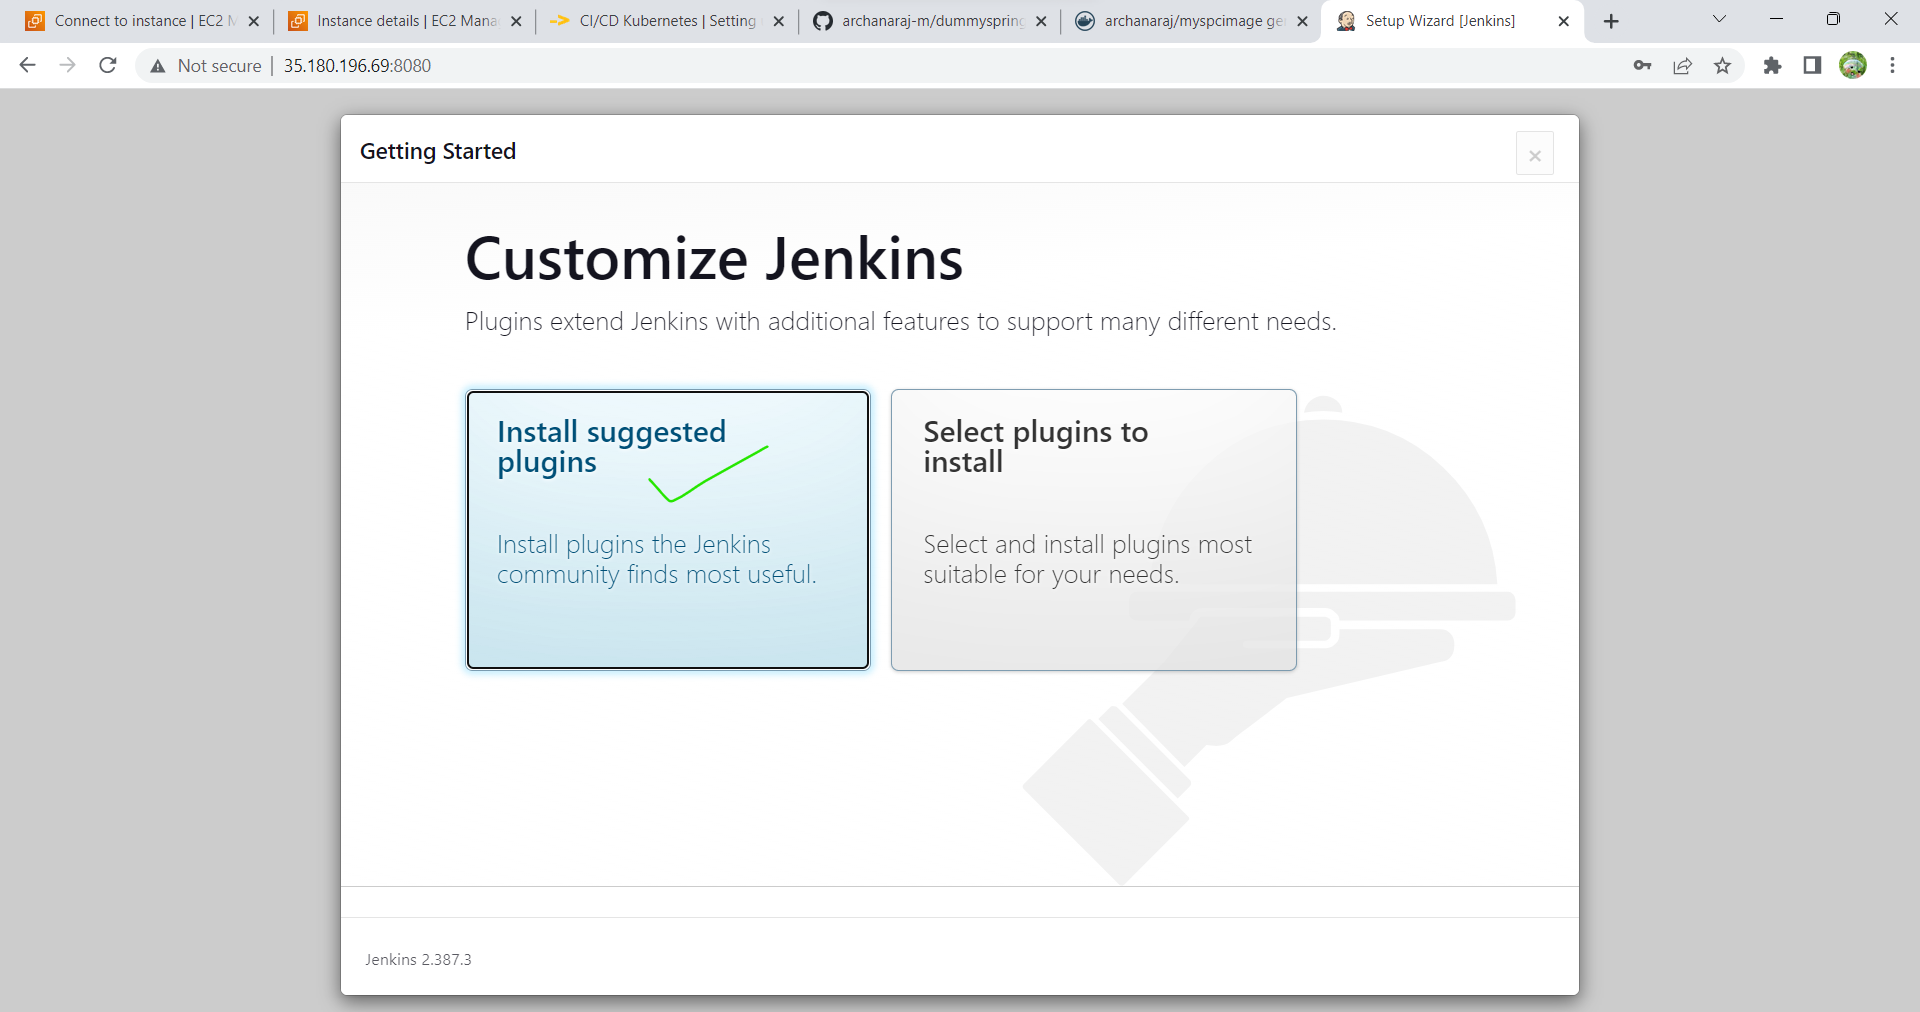 Connect to instance | EC2 M
Instance details | EC2 Mana
CI/CD Kubernetes | Setting
archanaraj-m/dummyspring
archanaraj/myspcimage ge
Setup Wizard [Jenkins]
Not secure
35.180.196.69:8080
Getting Started
Customize Jenkins
Plugins extend Jenkins with additional features to support many different needs.
Install suggested
plugins
Install plugins the Jenkins
community finds most useful.
Select plugins to
install
Select and install plugins most
suitable for your needs.
Jenkins 2.387.3